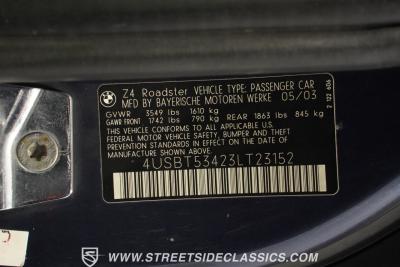 Z4 Roadster VEHICLE TYPE: PASSENGER CAR
MFD BY BAYERISCHE MOTOREN WERKE 05/03
GVWR 3549 lbs 1610 kg
GAWR FRONT 1742 lbs 790 kg REAR 1863 lbs 845 kg
THIS VEHICLE CONFORMS TO ALL APPLICABLE U.S.
FEDERAL MOTOR VEHICLE SAFETY, BUMPER AND
THEFT PREVENTION STANDARDS IN EFFECT ON THE
DATE OF MANUFACTURE SHOWN ABOVE.
4USBT53423LT23152
STREETSIDE CLASSICS
STREETSIDECLASSICS.COM